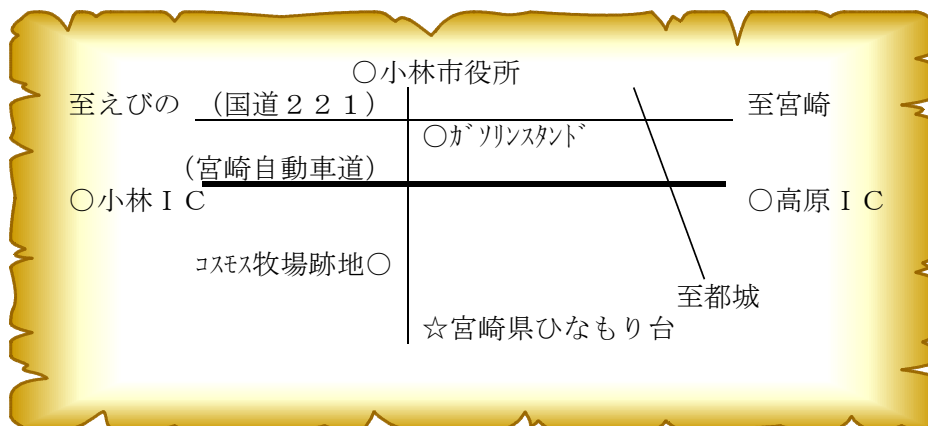 ○小林市役所
至えびの （国道２２１） 至宮崎
○ｶﾞｿﾘﾝｽﾀﾝﾄﾞ
（宮崎自動車道）
○小林ＩＣ ○高原ＩＣ
ｺｽﾓｽ牧場跡地○
至都城
☆宮崎県ひなもり台